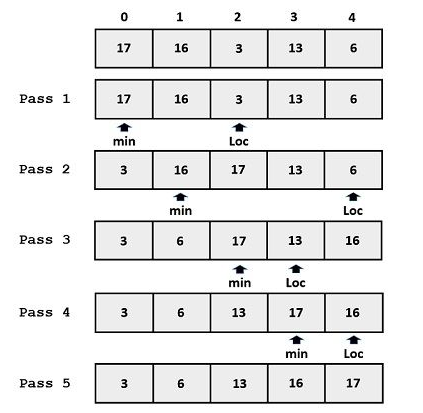 0 1 2 3 4
17 16 3 13 6
Pass 1 17 16 3 13 6
min Loc
Pass 2 3 16 17 13 6
min Loc
Pass 3 3 6 17 13 16
min Loc
Pass 4 3 6 13 17 16
min Loc
Pass 5 3 6 13 16 17